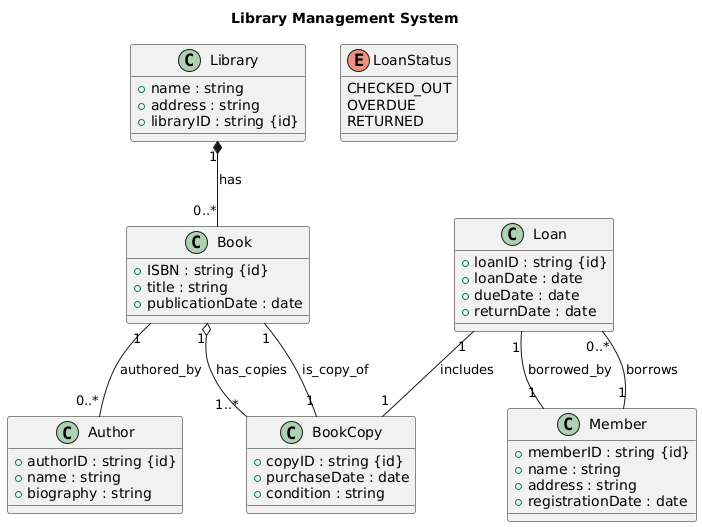 Library Management System
C Library
name : string
address : string
libraryID : string {id}
E LoanStatus
CHECKED_OUT
OVERDUE
RETURNED
1
has
0..*
C Book
ISBN : string {id}
title : string
publicationDate : date
C Loan
loanID : string {id}
loanDate : date
dueDate : date
returnDate : date
1
1
1
1
1
0..*
authored_by
has_copies
is_copy_of
includes
borrowed_by
borrows
0..*
1..*
1
1
1
1
C Author
authorID : string {id}
name : string
biography : string
C BookCopy
copyID : string {id}
purchaseDate : date
condition : string
C Member
memberID : string {id}
name : string
address : string
registrationDate : date